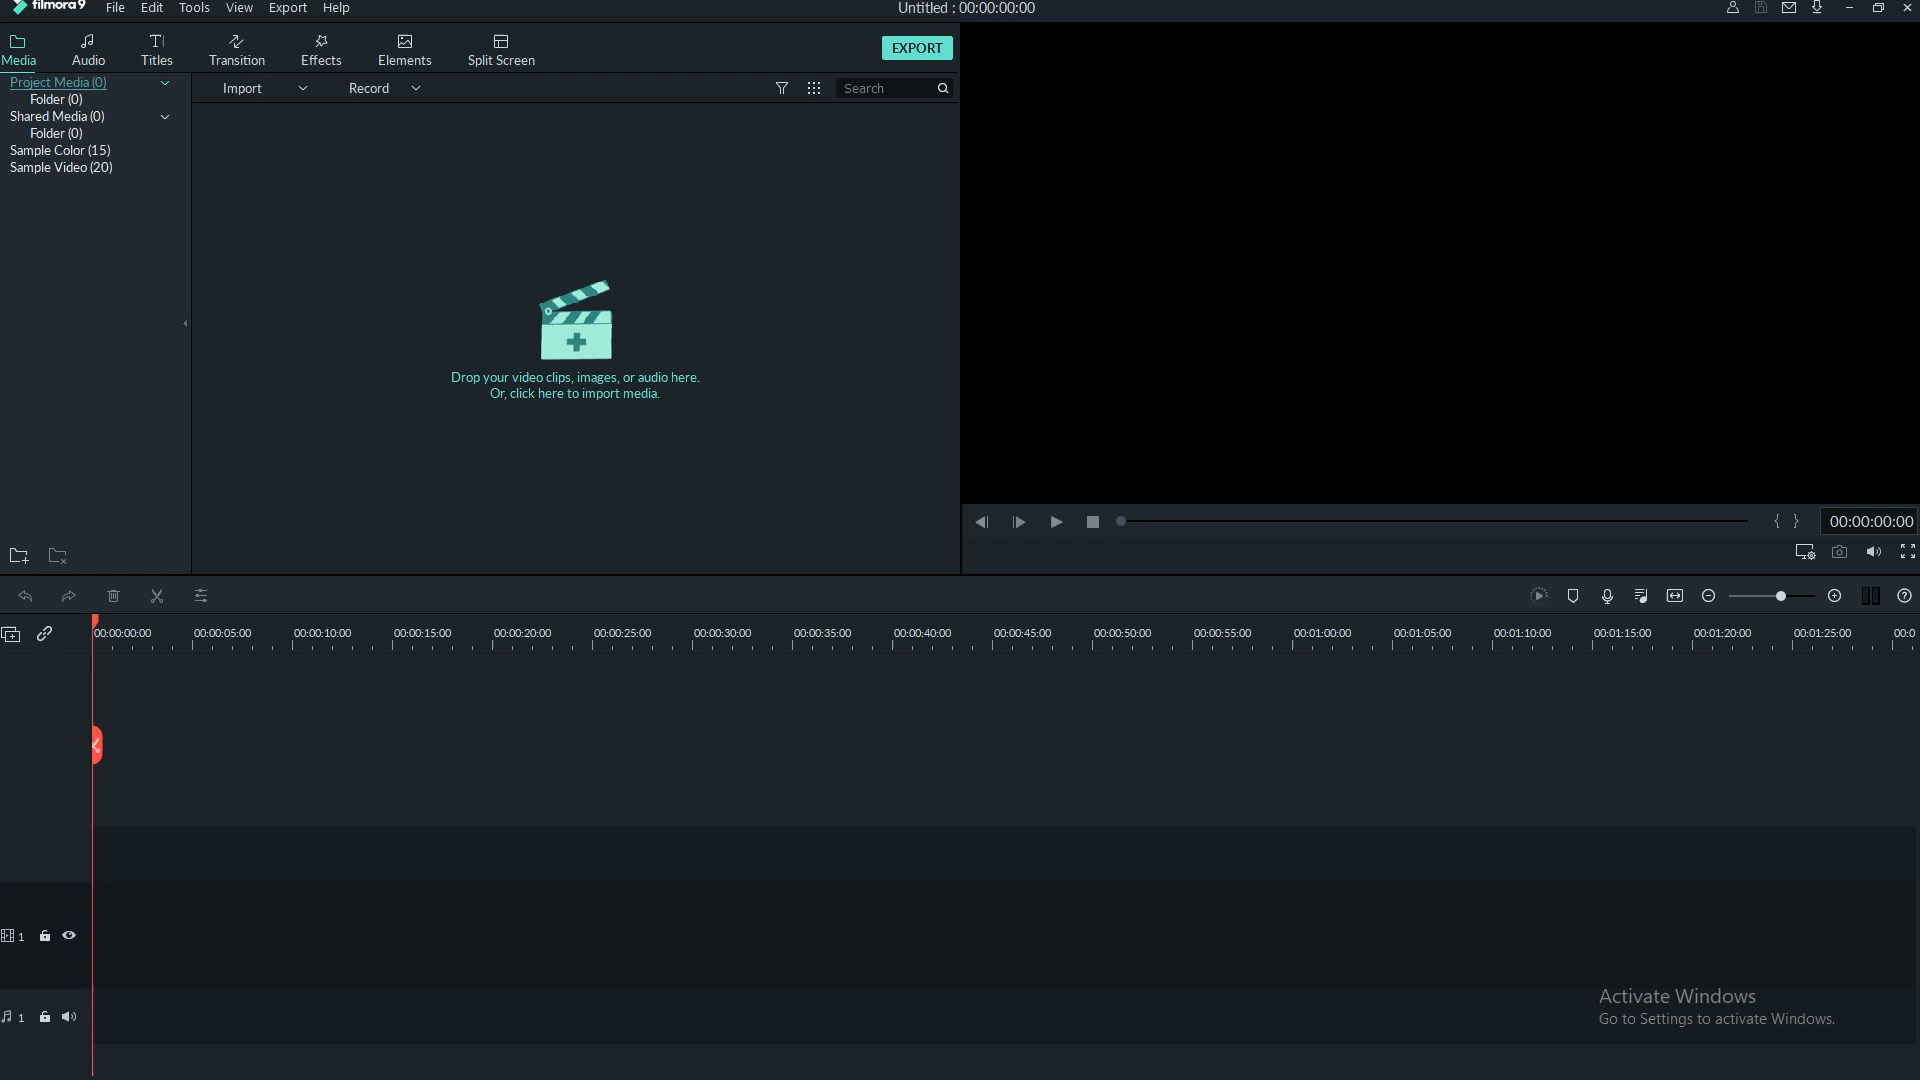 filmora9 File Edit Tools View Export Help Untitled : 00:00:00:00
Media Audio Titles Transition Effects Elements Split Screen EXPORT
Project Media (0)
Folder (0)
Shared Media (0)
Folder (0)
Sample Color (15)
Sample Video (20)
Import Record Search
Drop your video clips, images, or audio here.
Or, click here to import media.
{ } 00:00:00:00
00:00:00:00 00:00:05:00 00:00:10:00 00:00:15:00 00:00:20:00 00:00:25:00 00:00:30:00 00:00:35:00 00:00:40:00 00:00:45:00 00:00:50:00 00:00:55:00 00:01:00:00 00:01:05:00 00:01:10:00 00:01:15:00 00:01:20:00 00:01:25:00 00:0
1
1
Activate Windows
Go to Settings to activate Windows.